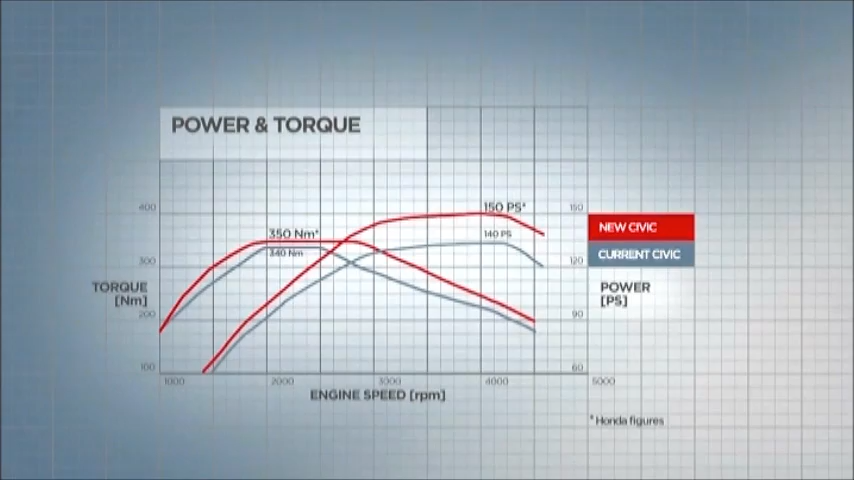 POWER & TORQUE
400
150 PS*
150
NEW CIVIC
350 Nm*
140 PS
340 Nm
CURRENT CIVIC
300
120
TORQUE
[Nm]
POWER
[PS]
200
90
100
60
1000
2000
3000
4000
5000
ENGINE SPEED [rpm]
* Honda figures